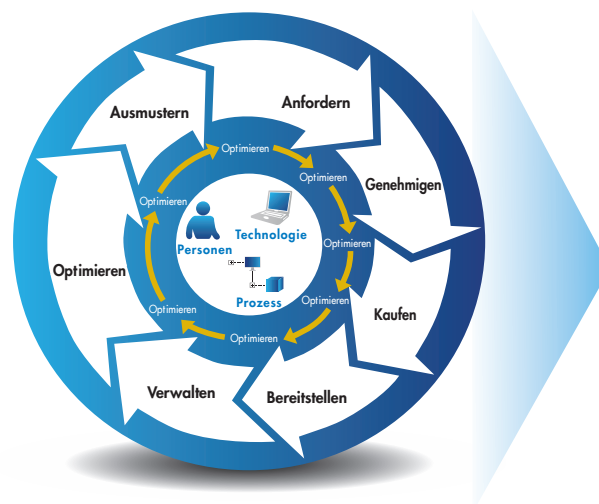 Anfordern
Ausmustern
Optimieren
Optimieren
Genehmigen
Optimieren
Technologie
Personen
Optimieren
Optimieren
Optimieren
Prozess
Optimieren
Kaufen
Optimieren
Verwalten
Bereitstellen